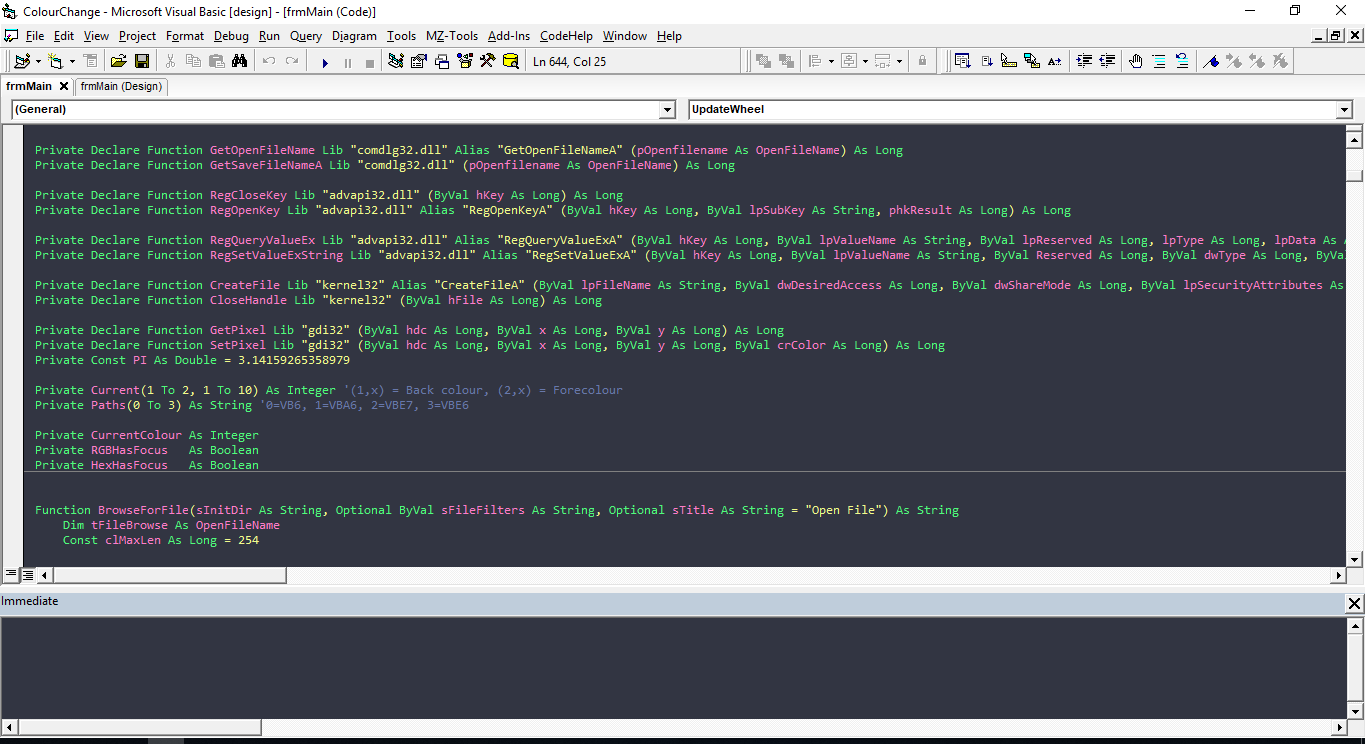 ColourChange - Microsoft Visual Basic [design] - [frmMain (Code)]
File Edit View Project Format Debug Run Query Diagram Tools MZ-Tools Add-Ins CodeHelp Window Help
Ln 644, Col 25
frmMain frmMain (Design)
(General) UpdateWheel
Private Declare Function GetOpenFileName Lib "comdlg32.dll" Alias "GetOpenFileNameA" (pOpenfilename As OpenFileName) As Long
Private Declare Function GetSaveFileNameA Lib "comdlg32.dll" (pOpenfilename As OpenFileName) As Long
Private Declare Function RegCloseKey Lib "advapi32.dll" (ByVal hKey As Long) As Long
Private Declare Function RegOpenKey Lib "advapi32.dll" Alias "RegOpenKeyA" (ByVal hKey As Long, ByVal lpSubKey As String, phkResult As Long) As Long
Private Declare Function RegQueryValueEx Lib "advapi32.dll" Alias "RegQueryValueExA" (ByVal hKey As Long, ByVal lpValueName As String, ByVal lpReserved As Long, lpType As Long, lpData As
Private Declare Function RegSetValueExString Lib "advapi32.dll" Alias "RegSetValueExA" (ByVal hKey As Long, ByVal lpValueName As String, ByVal Reserved As Long, ByVal dwType As Long, ByVa
Private Declare Function CreateFile Lib "kernel32" Alias "CreateFileA" (ByVal lpFileName As String, ByVal dwDesiredAccess As Long, ByVal dwShareMode As Long, ByVal lpSecurityAttributes As
Private Declare Function CloseHandle Lib "kernel32" (ByVal hFile As Long) As Long
Private Declare Function GetPixel Lib "gdi32" (ByVal hdc As Long, ByVal x As Long, ByVal y As Long) As Long
Private Declare Function SetPixel Lib "gdi32" (ByVal hdc As Long, ByVal x As Long, ByVal y As Long, ByVal crColor As Long) As Long
Private Const PI As Double = 3.14159265358979
Private Current(1 To 2, 1 To 10) As Integer '(1,x) = Back colour, (2,x) = Forecolour
Private Paths(0 To 3) As String '0=VB6, 1=VBA6, 2=VBE7, 3=VBE6
Private CurrentColour As Integer
Private RGBHasFocus   As Boolean
Private HexHasFocus   As Boolean
Function BrowseForFile(sInitDir As String, Optional ByVal sFileFilters As String, Optional sTitle As String = "Open File") As String
Dim tFileBrowse As OpenFileName
Const clMaxLen As Long = 254
Immediate